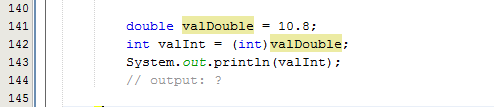 140
141 double valDouble = 10.8;
142 int valInt = (int)valDouble;
143 System.out.println(valInt);
144 // output: ?
145